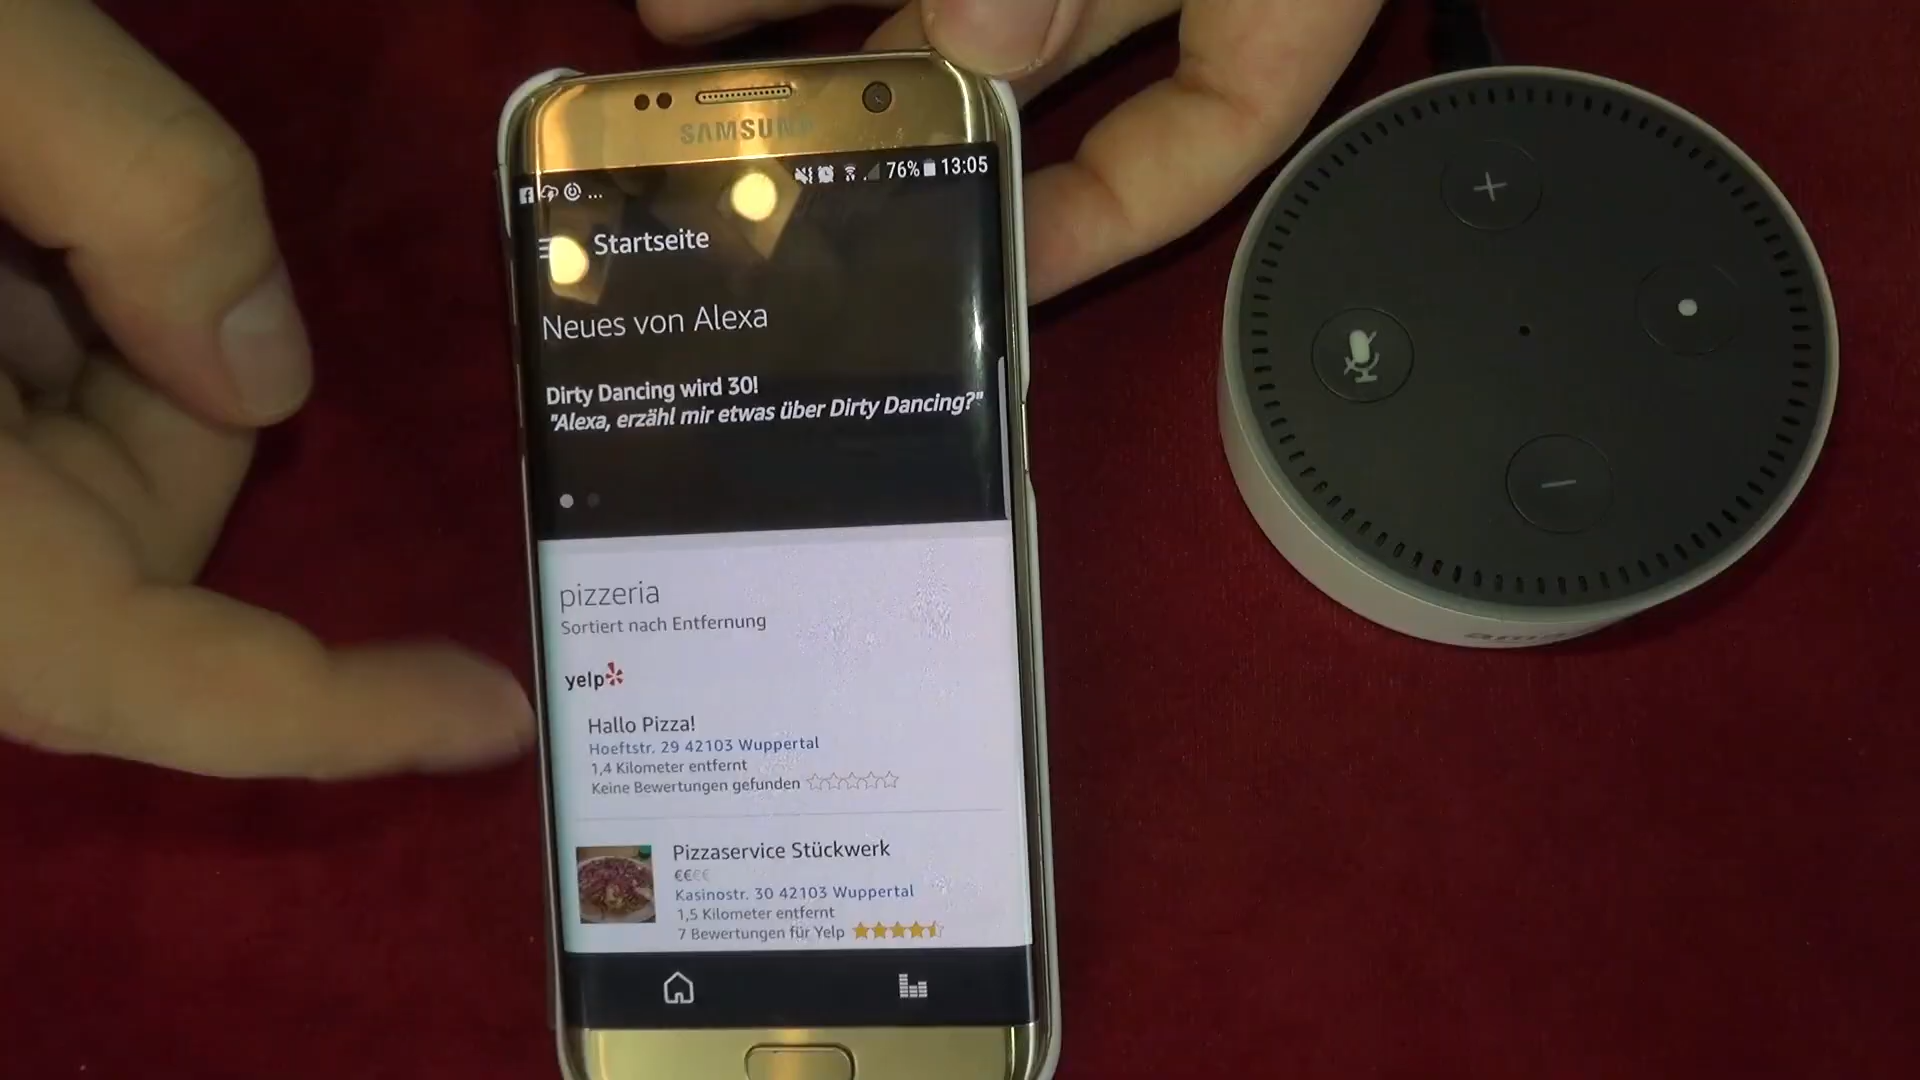 SAMSUNG
76% 13:05
Startseite
Neues von Alexa
Dirty Dancing wird 30!
"Alexa, erzähl mir etwas über Dirty Dancing?"
pizzeria
Sortiert nach Entfernung
yelp
Hallo Pizza!
Hoeftstr. 29 42103 Wuppertal
1,4 Kilometer entfernt
Keine Bewertungen gefunden
Pizzaservice Stückwerk
€€€€
Kasinostr. 30 42103 Wuppertal
1,5 Kilometer entfernt
7 Bewertungen für Yelp